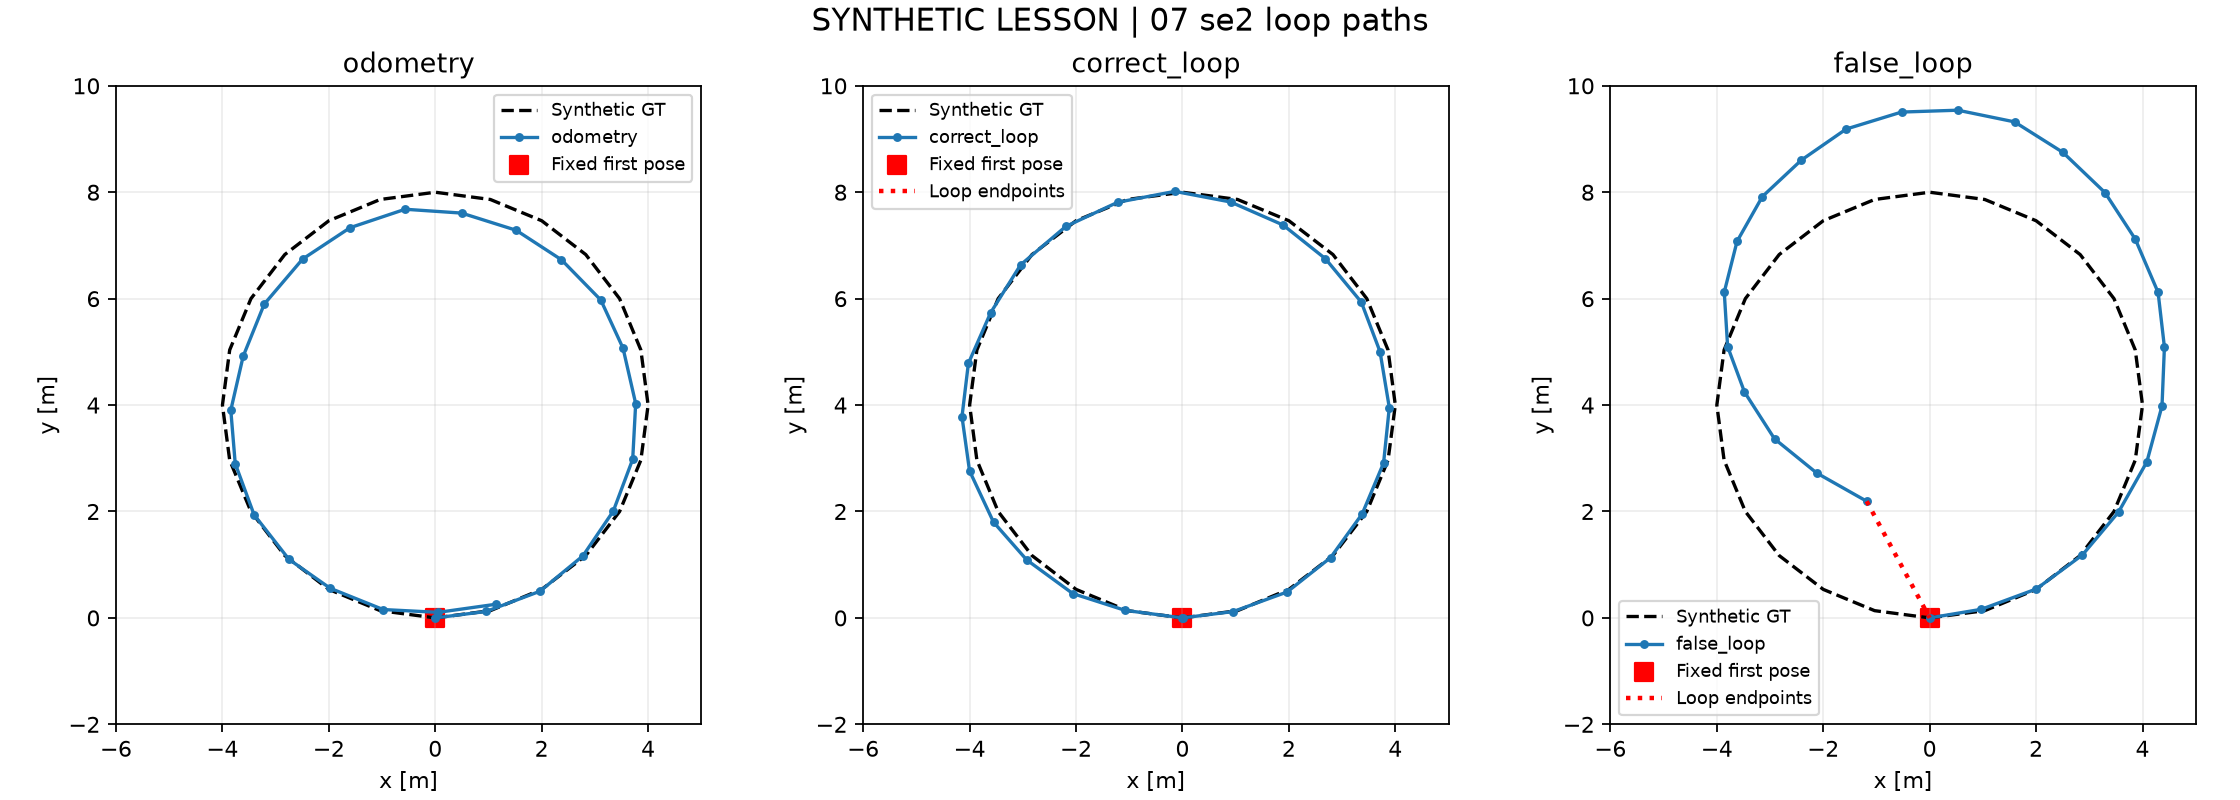 SYNTHETIC LESSON | 07 se2 loop paths
odometry
10
8
6
4
2
0
−2
y [m]
−6
−4
−2
0
2
4
x [m]
Synthetic GT
odometry
Fixed first pose
correct_loop
10
8
6
4
2
0
−2
y [m]
−6
−4
−2
0
2
4
x [m]
Synthetic GT
correct_loop
Fixed first pose
Loop endpoints
false_loop
10
8
6
4
2
0
−2
y [m]
−6
−4
−2
0
2
4
x [m]
Synthetic GT
false_loop
Fixed first pose
Loop endpoints